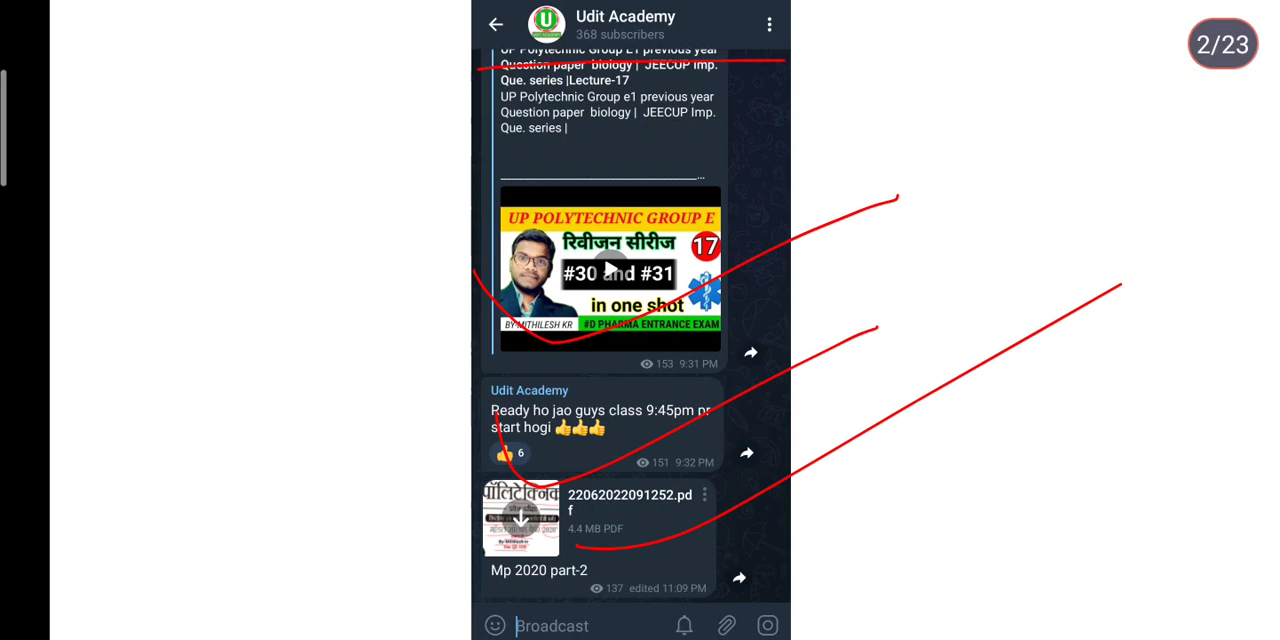 Udit Academy
368 subscribers
2/23
UP Polytechnic Group E1 previous year
Question paper biology | JEECUP Imp.
Que. series |Lecture-17
UP Polytechnic Group e1 previous year
Question paper biology | JEECUP Imp.
Que. series |
...
UP POLYTECHNIC GROUP E
रिवीजन सीरीज 17
#30 and #31
in one shot
BY:MITHILESH KR #D PHARMA ENTRANCE EXAM
153 9:31 PM
Udit Academy
Ready ho jao guys class 9:45pm pr
start hogi 👍👍👍
👍 6
151 9:32 PM
पॉलिटेक्निक
22062022091252.pd
f
4.4 MB PDF
Mp 2020 part-2
137 edited 11:09 PM
Broadcast